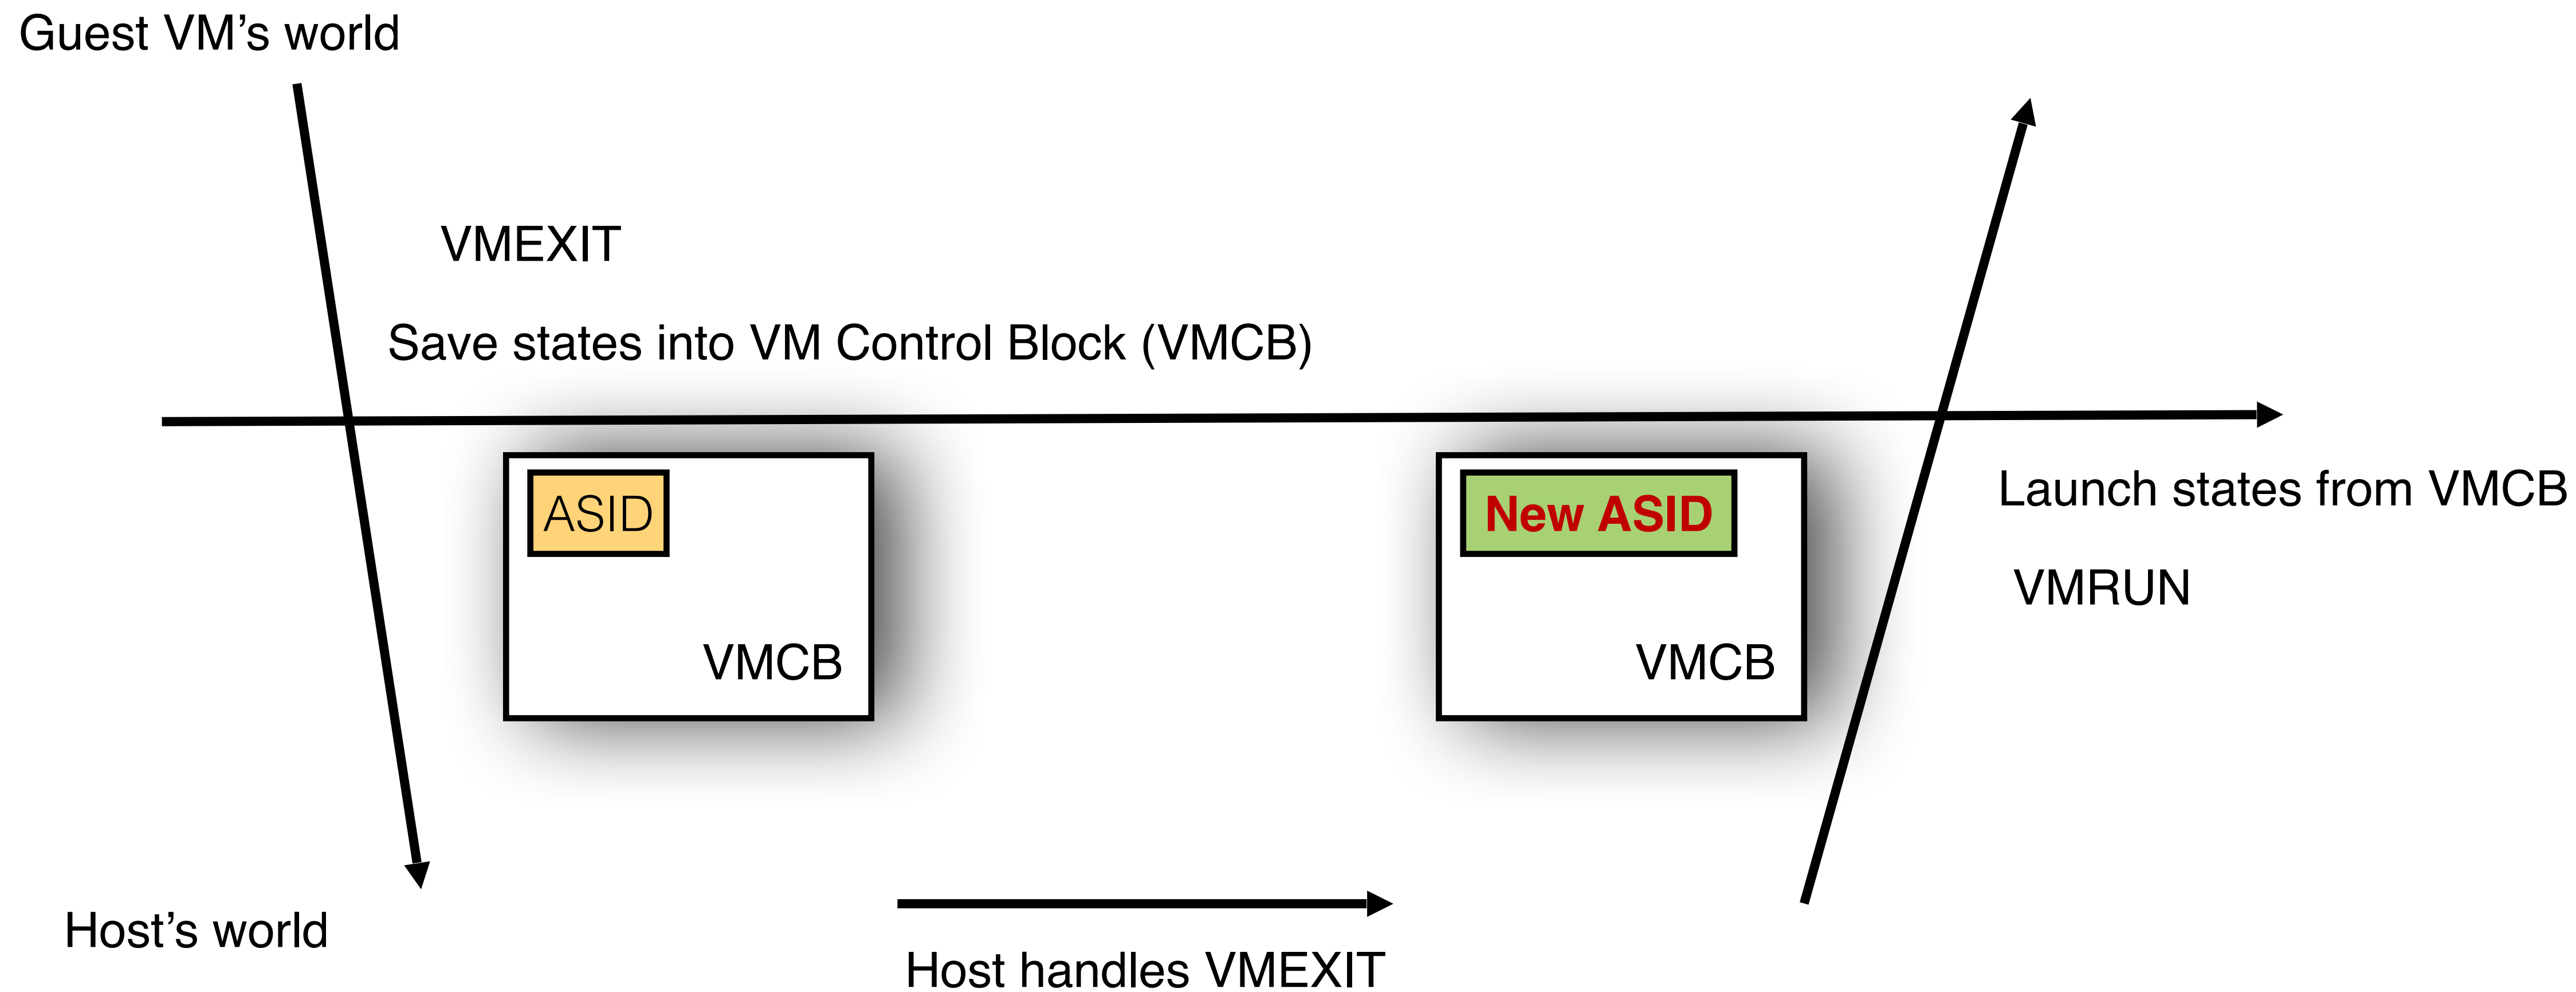 Guest VM’s world
VMEXIT
Save states into VM Control Block (VMCB)
ASID
VMCB
New ASID
VMCB
Launch states from VMCB
VMRUN
Host’s world
Host handles VMEXIT